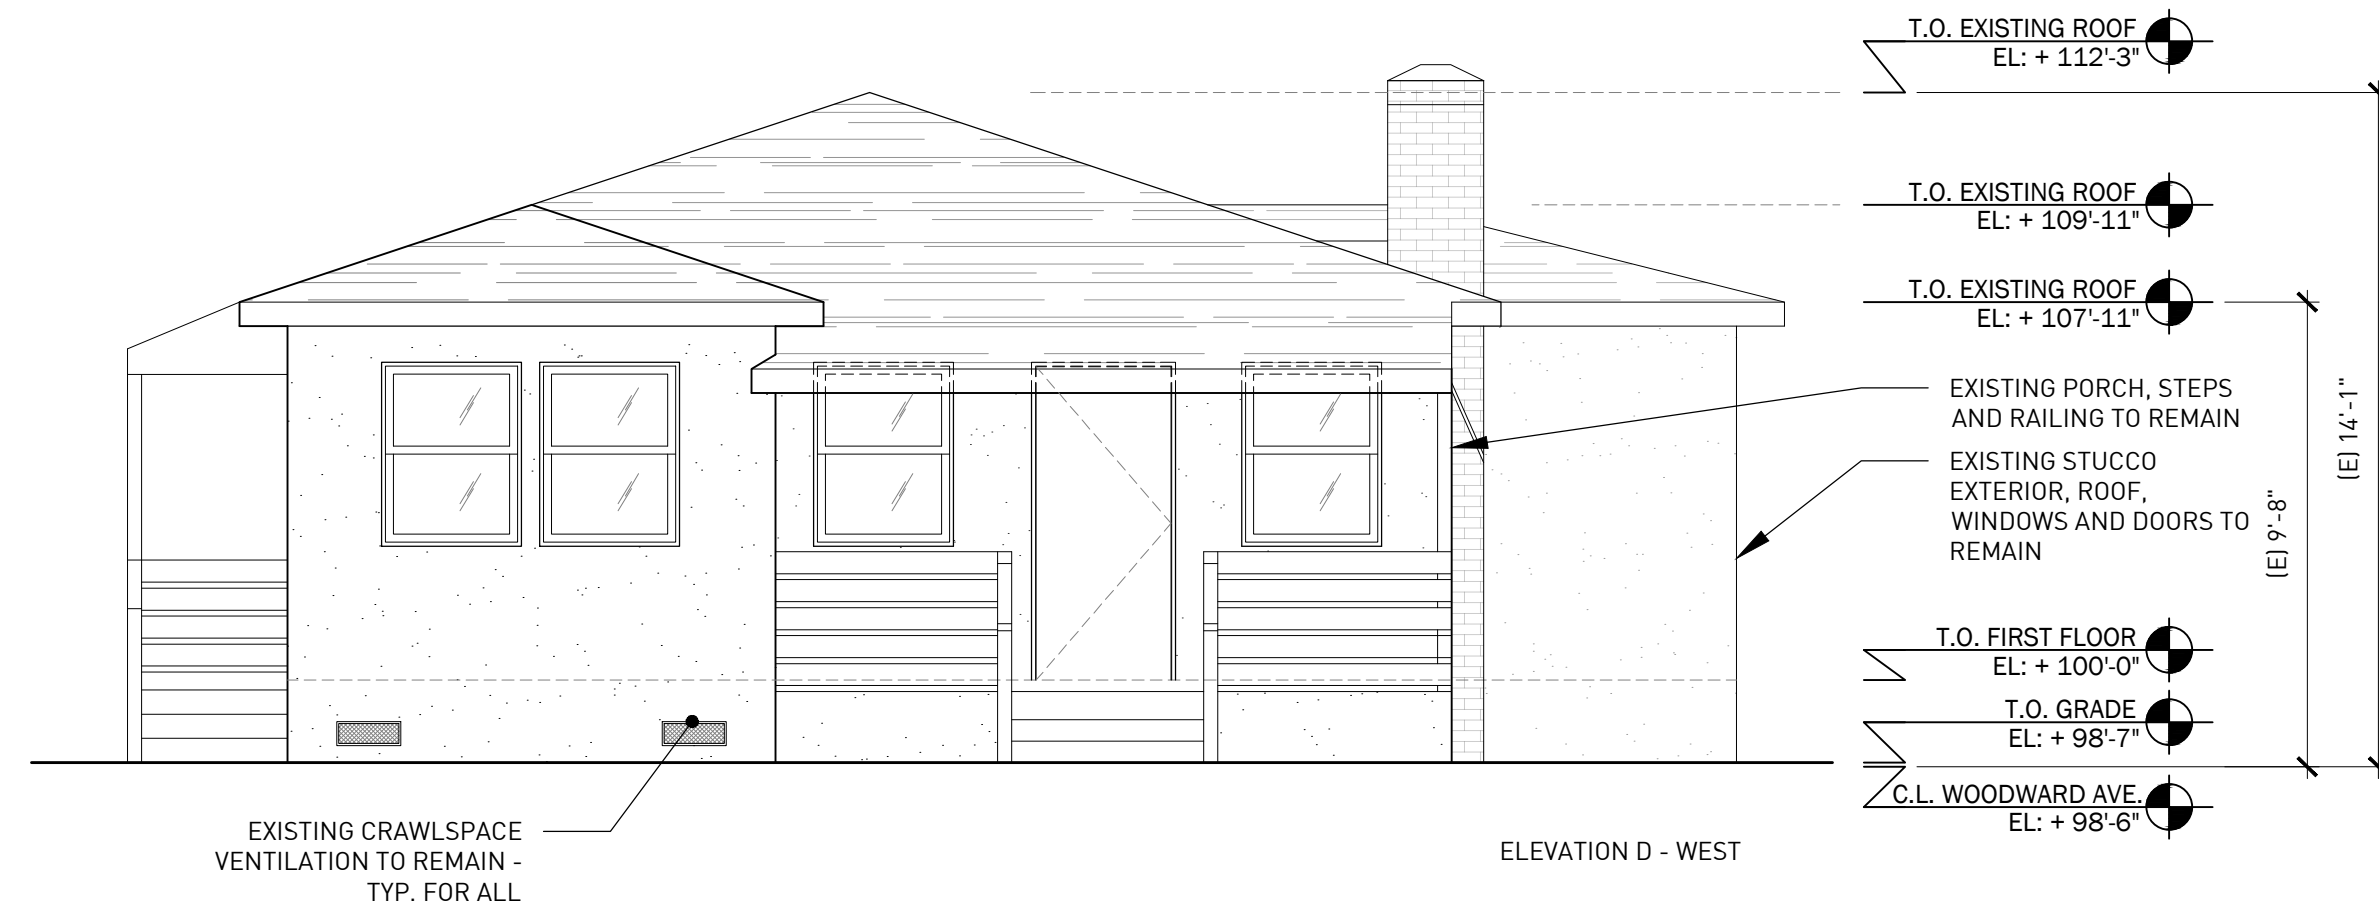 T.O. EXISTING ROOF
EL: + 112'-3"
T.O. EXISTING ROOF
EL: + 109'-11"
T.O. EXISTING ROOF
EL: + 107'-11"
EXISTING PORCH, STEPS
AND RAILING TO REMAIN
EXISTING STUCCO
EXTERIOR, ROOF,
WINDOWS AND DOORS TO
REMAIN
(E) 9'-8"
(E) 14'-1"
T.O. FIRST FLOOR
EL: + 100'-0"
T.O. GRADE
EL: + 98'-7"
C.L. WOODWARD AVE.
EL: + 98'-6"
EXISTING CRAWLSPACE
VENTILATION TO REMAIN -
TYP. FOR ALL
ELEVATION D - WEST